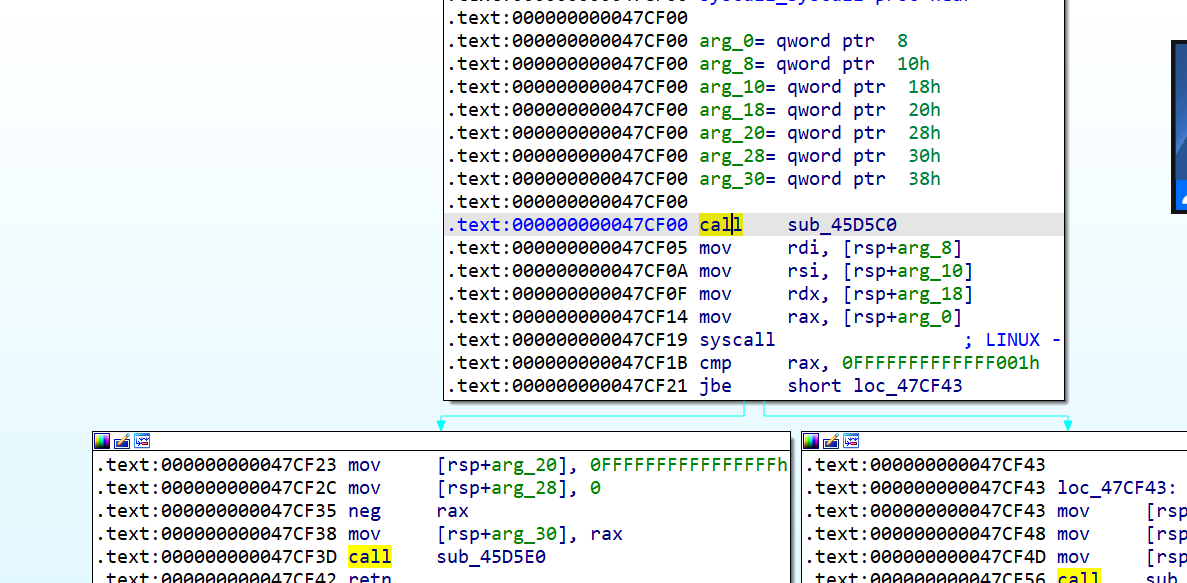 .text:000000000047CF00
.text:000000000047CF00 arg_0= qword ptr  8
.text:000000000047CF00 arg_8= qword ptr  10h
.text:000000000047CF00 arg_10= qword ptr  18h
.text:000000000047CF00 arg_18= qword ptr  20h
.text:000000000047CF00 arg_20= qword ptr  28h
.text:000000000047CF00 arg_28= qword ptr  30h
.text:000000000047CF00 arg_30= qword ptr  38h
.text:000000000047CF00
.text:000000000047CF00 call    sub_45D5C0
.text:000000000047CF05 mov     rdi, [rsp+arg_8]
.text:000000000047CF0A mov     rsi, [rsp+arg_10]
.text:000000000047CF0F mov     rdx, [rsp+arg_18]
.text:000000000047CF14 mov     rax, [rsp+arg_0]
.text:000000000047CF19 syscall                 ; LINUX -
.text:000000000047CF1B cmp     rax, 0FFFFFFFFFFFFF001h
.text:000000000047CF21 jbe     short loc_47CF43
.text:000000000047CF23 mov     [rsp+arg_20], 0FFFFFFFFFFFFFFFFh
.text:000000000047CF2C mov     [rsp+arg_28], 0
.text:000000000047CF35 neg     rax
.text:000000000047CF38 mov     [rsp+arg_30], rax
.text:000000000047CF3D call    sub_45D5E0
.text:000000000047CF42 retn
.text:000000000047CF43
.text:000000000047CF43 loc_47CF43:
.text:000000000047CF43 mov     [rsp
.text:000000000047CF48 mov     [rsp
.text:000000000047CF4D mov     [rsp
.text:000000000047CF56 call    sub